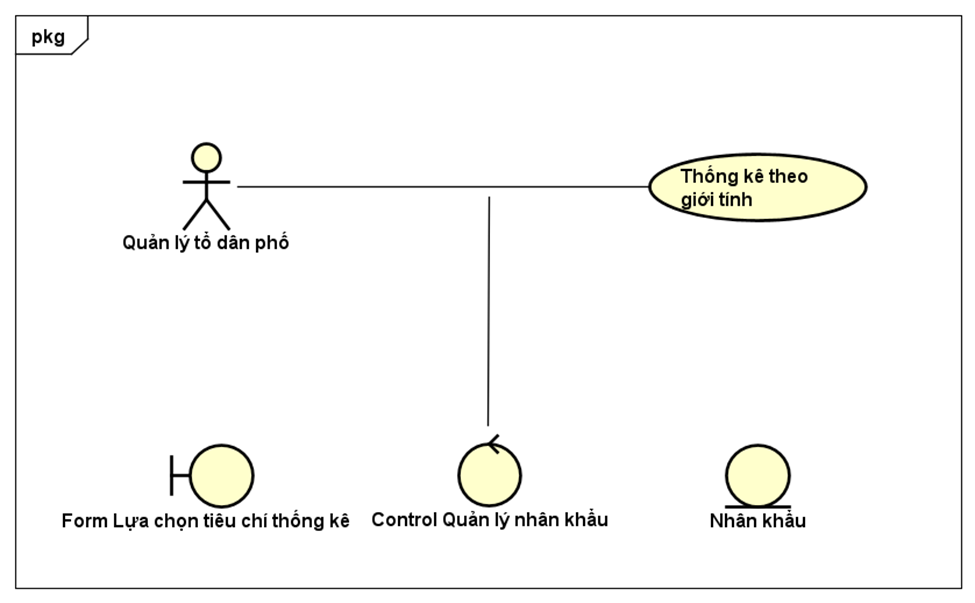 pkg
Thống kê theo
giới tính
Quản lý tổ dân phố
Form Lựa chọn tiêu chí thống kê
Control Quản lý nhân khẩu
Nhân khẩu